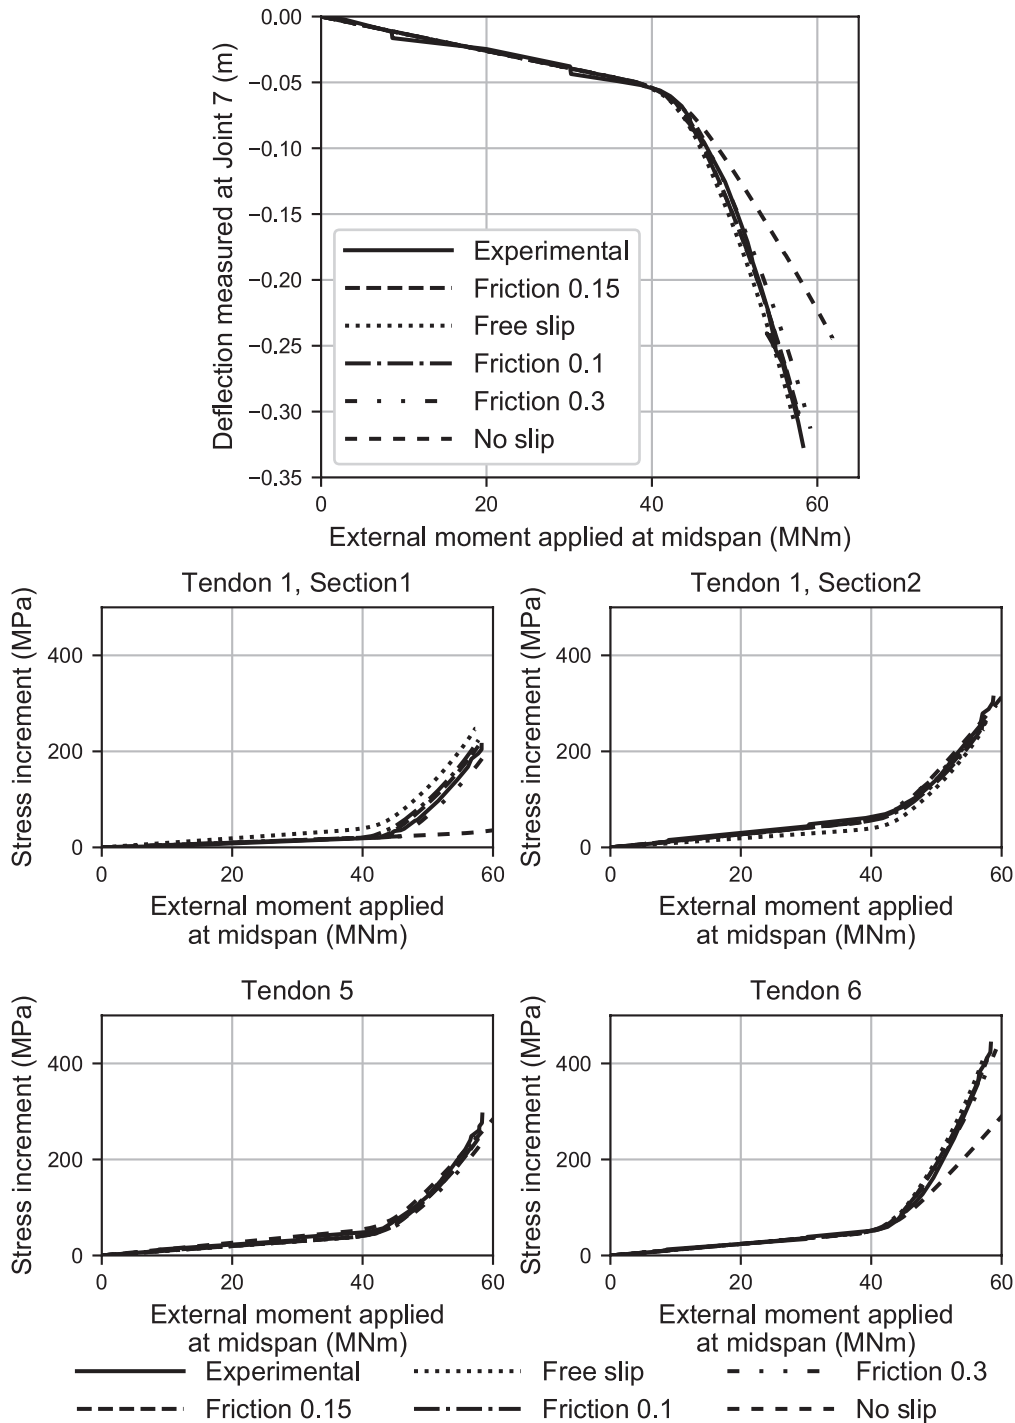 0.00
−0.05
−0.10
−0.15
−0.20
−0.25
−0.30
−0.35
Deflection measured at Joint 7 (m)
Experimental
Friction 0.15
Free slip
Friction 0.1
Friction 0.3
No slip
0 20 40 60
External moment applied at midspan (MNm)
Tendon 1, Section1
Stress increment (MPa)
400
200
0
0 20 40 60
External moment applied
at midspan (MNm)
Tendon 1, Section2
Stress increment (MPa)
400
200
0
0 20 40 60
External moment applied
at midspan (MNm)
Tendon 5
Stress increment (MPa)
400
200
0
0 20 40 60
External moment applied
at midspan (MNm)
Tendon 6
Stress increment (MPa)
400
200
0
0 20 40 60
External moment applied
at midspan (MNm)
Experimental Free slip Friction 0.3
Friction 0.15 Friction 0.1 No slip